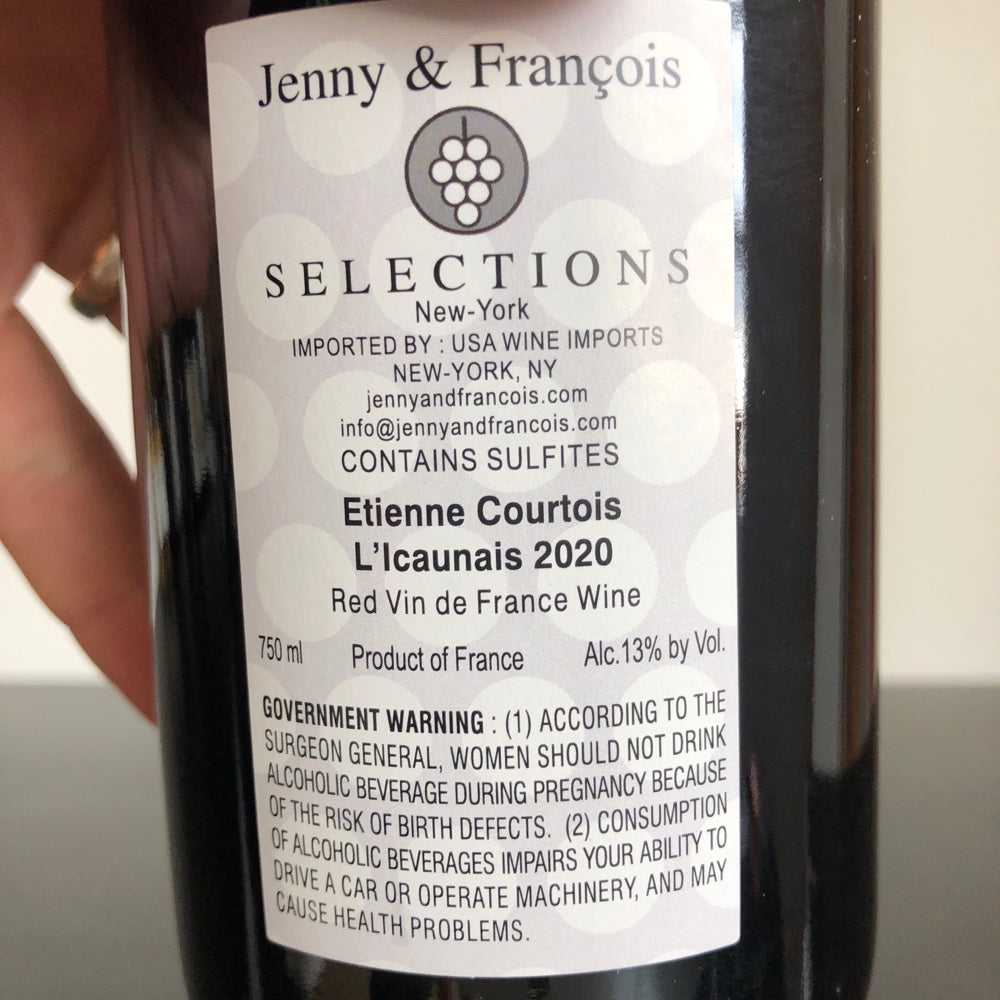 Jenny & François
SELECTIONS
New-York
IMPORTED BY : USA WINE IMPORTS
NEW-YORK, NY
jennyandfrancois.com
info@jennyandfrancois.com
CONTAINS SULFITES
Etienne Courtois
L’Icaunais 2020
Red Vin de France Wine
750 ml Product of France Alc.13% by Vol.
GOVERNMENT WARNING : (1) ACCORDING TO THE
SURGEON GENERAL, WOMEN SHOULD NOT DRINK
ALCOHOLIC BEVERAGE DURING PREGNANCY BECAUSE
OF THE RISK OF BIRTH DEFECTS. (2) CONSUMPTION
OF ALCOHOLIC BEVERAGES IMPAIRS YOUR ABILITY TO
DRIVE A CAR OR OPERATE MACHINERY, AND MAY
CAUSE HEALTH PROBLEMS.